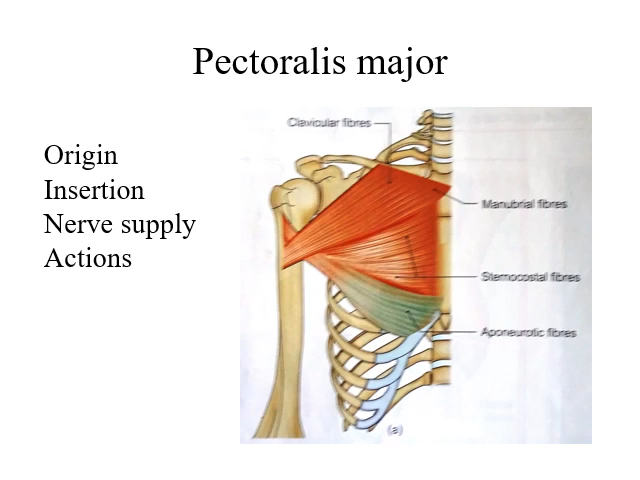 Pectoralis major
Origin
Insertion
Nerve supply
Actions
Clavicular fibres
Manubrial fibres
Sternocostal fibres
Aponeurotic fibres
(a)